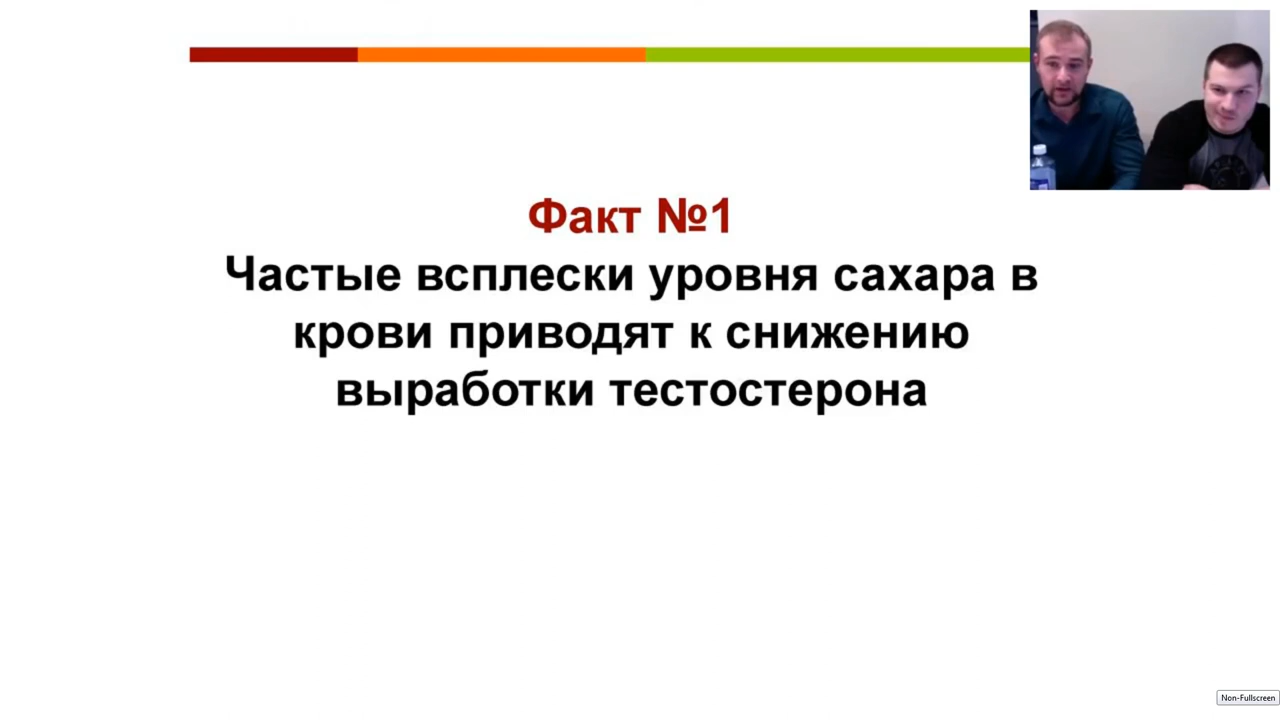 Факт №1
Частые всплески уровня сахара в
крови приводят к снижению
выработки тестостерона
Non-Fullscreen